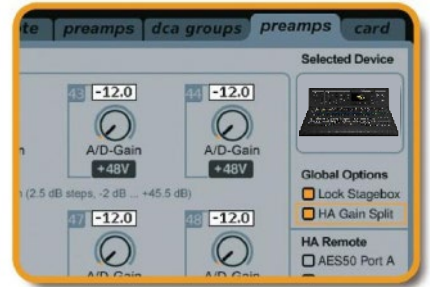 te preamps dca groups preamps card
Selected Device
43 -12.0 44 -12.0
A/D-Gain A/D-Gain
+48V +48V
Global Options
Lock Stagebox
(2.5 dB steps, -2 dB ... +45.5 dB)
HA Gain Split
47 -12.0 48 -12.0
HA Remote
AES50 Port A
A/D-Gain A/D-Gain